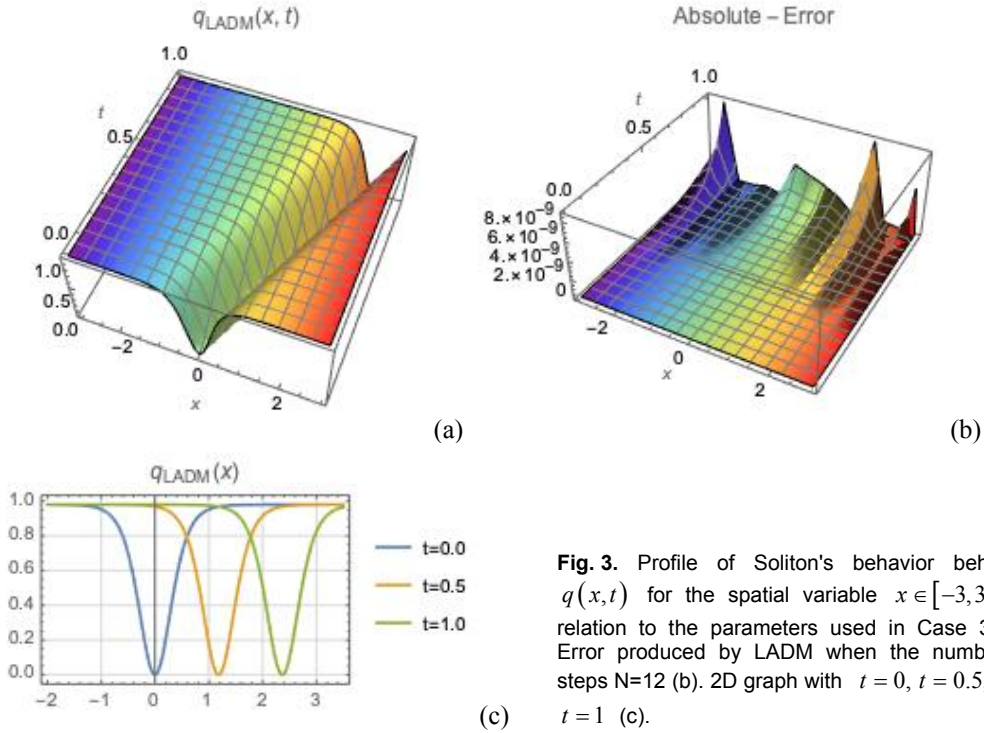 q_LADM(x, t)
1.0
t
0.5
0.0
1.0
0.5
0.0
−2
0
x
2
(a)
Absolute − Error
1.0
t
0.5
0.0
8.×10⁻⁹
6.×10⁻⁹
4.×10⁻⁹
2.×10⁻⁹
0
−2
0
x
2
(b)
q_LADM(x)
1.0
0.8
0.6
0.4
0.2
0.0
−2 −1 0 1 2 3
t=0.0
t=0.5
t=1.0
(c)
Fig. 3. Profile of Soliton's behavior beh
q(x,t) for the spatial variable x∈[−3,3
relation to the parameters used in Case 3
Error produced by LADM when the numb
steps N=12 (b). 2D graph with t = 0, t = 0.5,
t = 1 (c).